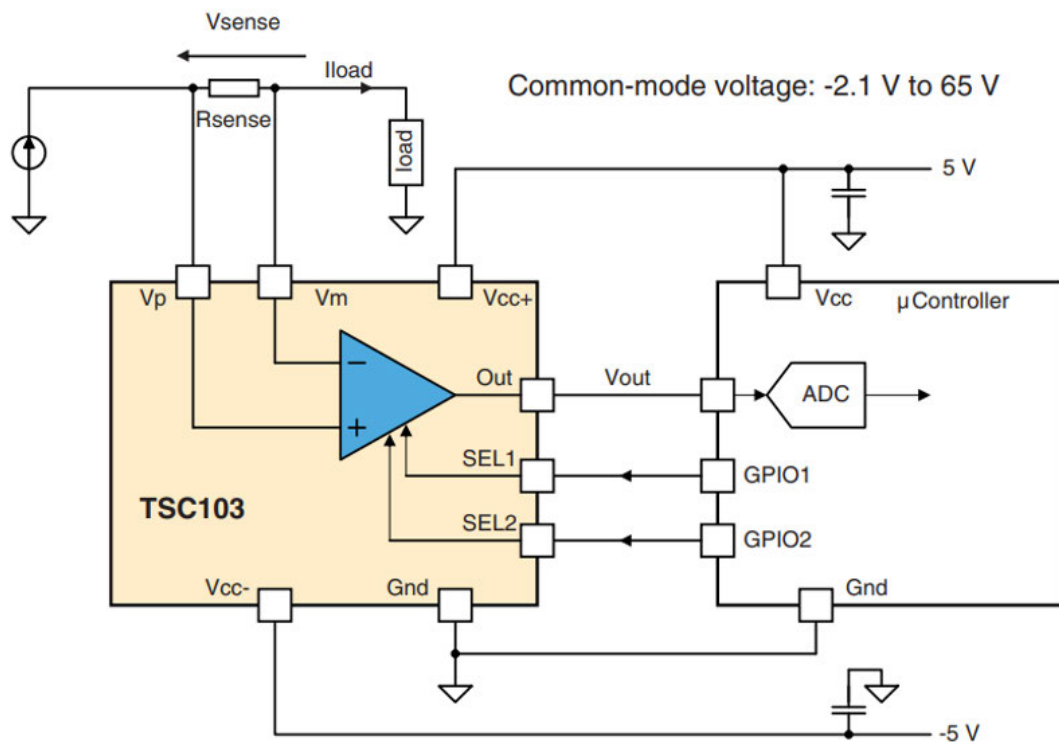 Vsense
Iload
Common-mode voltage: -2.1 V to 65 V
Rsense
load
5 V
Vp
Vm
Vcc+
Vcc
µController
−
Out
Vout
ADC
+
SEL1
GPIO1
TSC103
SEL2
GPIO2
Vcc-
Gnd
Gnd
-5 V